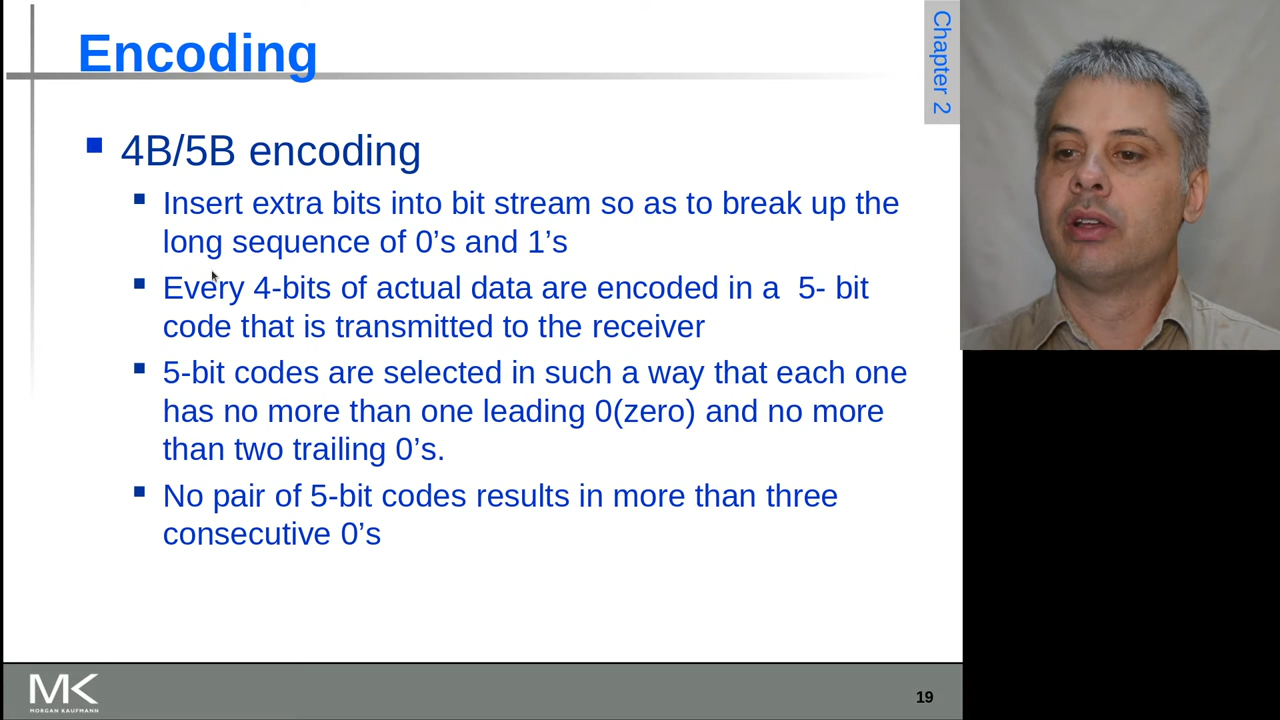 Encoding
Chapter 2
4B/5B encoding
Insert extra bits into bit stream so as to break up the
long sequence of 0’s and 1’s
Every 4-bits of actual data are encoded in a  5- bit
code that is transmitted to the receiver
5-bit codes are selected in such a way that each one
has no more than one leading 0(zero) and no more
than two trailing 0’s.
No pair of 5-bit codes results in more than three
consecutive 0’s
MK
MORGAN KAUFMANN
19